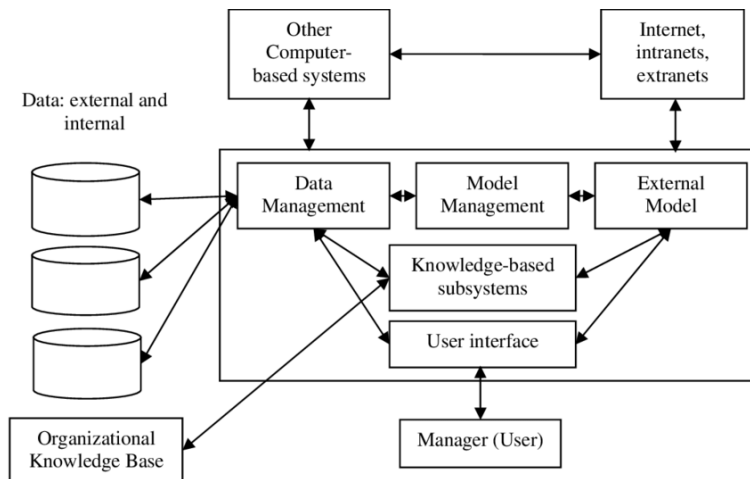 Other
Computer-
based systems
Internet,
intranets,
extranets
Data: external and
internal
Data
Management
Model
Management
External
Model
Knowledge-based
subsystems
User interface
Organizational
Knowledge Base
Manager (User)